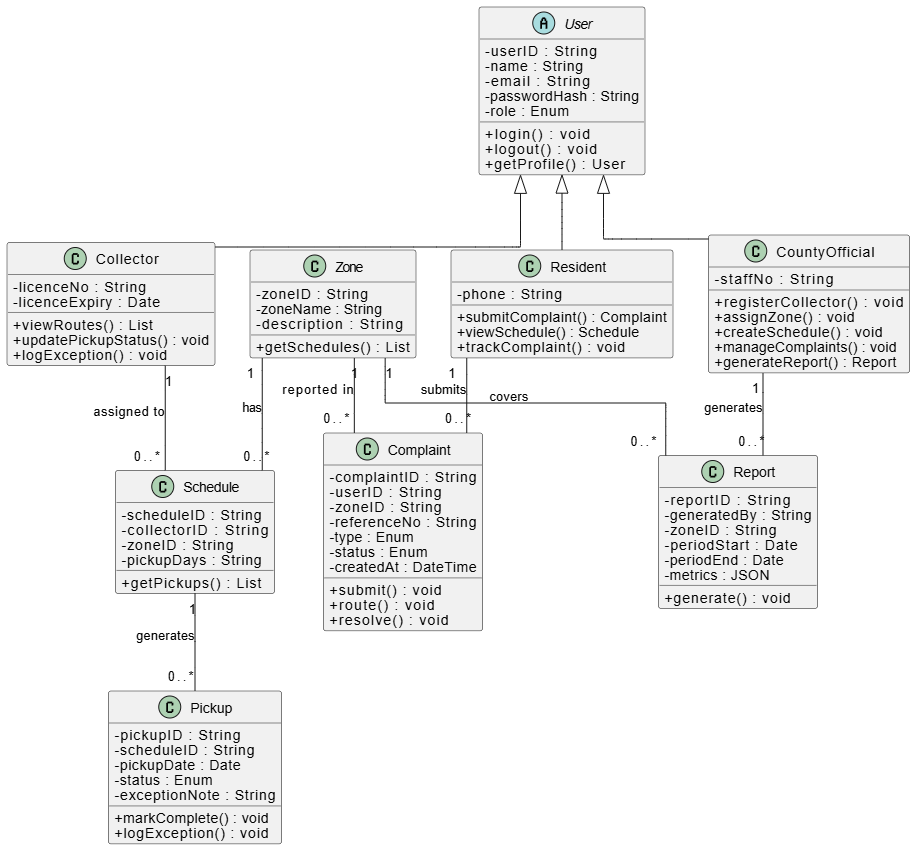 A User
-userID : String
-name : String
-email : String
-passwordHash : String
-role : Enum
+login() : void
+logout() : void
+getProfile() : User
C Collector
-licenceNo : String
-licenceExpiry : Date
+viewRoutes() : List
+updatePickupStatus() : void
+logException() : void
C Zone
-zoneID : String
-zoneName : String
-description : String
+getSchedules() : List
C Resident
-phone : String
+submitComplaint() : Complaint
+viewSchedule() : Schedule
+trackComplaint() : void
C CountyOfficial
-staffNo : String
+registerCollector() : void
+assignZone() : void
+createSchedule() : void
+manageComplaints() : void
+generateReport() : Report
1
assigned to
0..*
1
has
0..*
1
reported in
0..*
1
covers
0..*
1
submits
0..*
1
generates
0..*
C Schedule
-scheduleID : String
-collectorID : String
-zoneID : String
-pickupDays : String
+getPickups() : List
C Complaint
-complaintID : String
-userID : String
-zoneID : String
-referenceNo : String
-type : Enum
-status : Enum
-createdAt : DateTime
+submit() : void
+route() : void
+resolve() : void
C Report
-reportID : String
-generatedBy : String
-zoneID : String
-periodStart : Date
-periodEnd : Date
-metrics : JSON
+generate() : void
1
generates
0..*
C Pickup
-pickupID : String
-scheduleID : String
-pickupDate : Date
-status : Enum
-exceptionNote : String
+markComplete() : void
+logException() : void